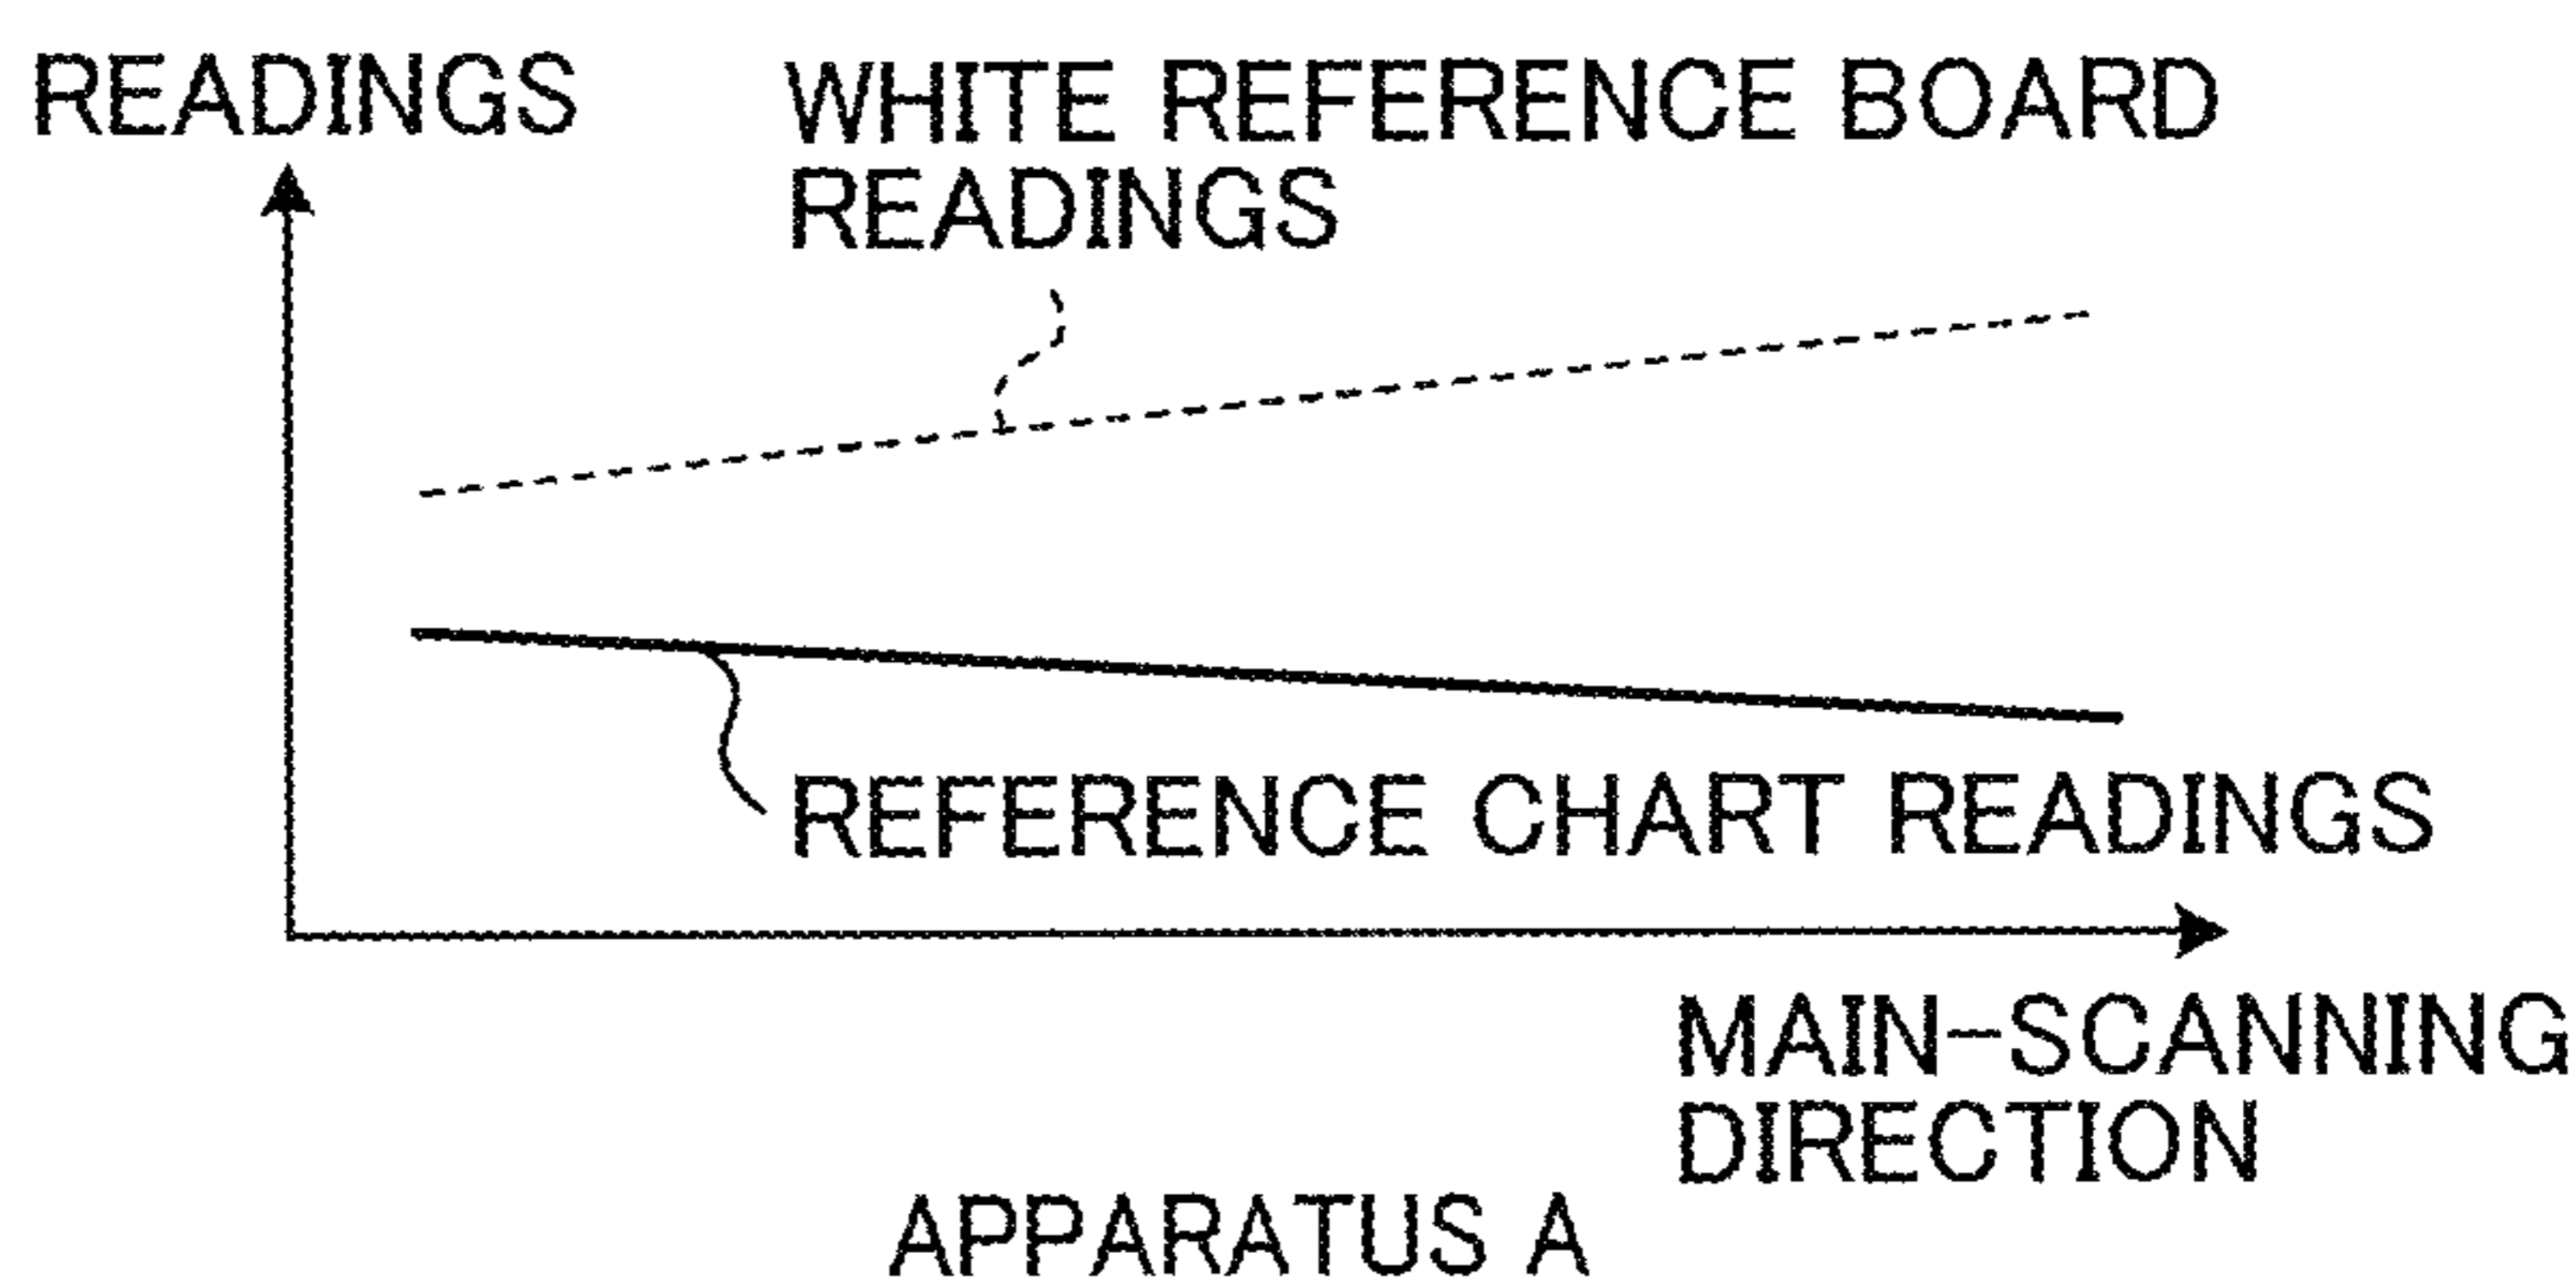 READINGS
WHITE REFERENCE BOARD
READINGS
REFERENCE CHART READINGS
MAIN-SCANNING
DIRECTION
APPARATUS A